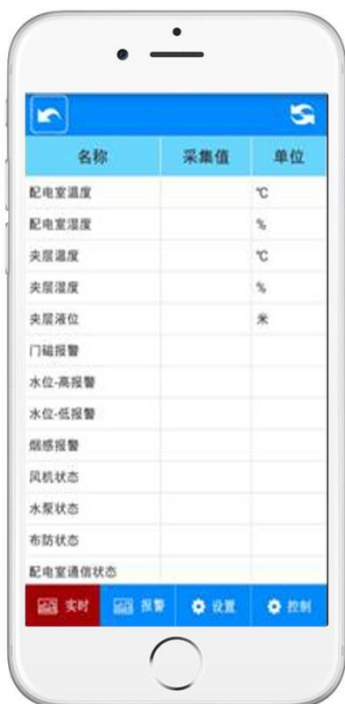 名称 采集值 单位
配电室温度 ℃
配电室湿度 %
夹层温度 ℃
夹层湿度 %
夹层液位 米
门磁报警
水位-高报警
水位-低报警
烟感报警
风机状态
水泵状态
布防状态
配电室通信状态
实时 报警 设置 控制